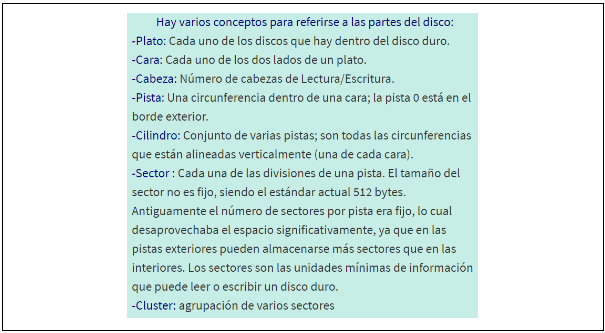 Hay varios conceptos para referirse a las partes del disco:
-Plato: Cada uno de los discos que hay dentro del disco duro.
-Cara: Cada uno de los dos lados de un plato.
-Cabeza: Número de cabezas de Lectura/Escritura.
-Pista: Una circunferencia dentro de una cara; la pista 0 está en el
borde exterior.
-Cilindro: Conjunto de varias pistas; son todas las circunferencias
que están alineadas verticalmente (una de cada cara).
-Sector : Cada una de las divisiones de una pista. El tamaño del
sector no es fijo, siendo el estándar actual 512 bytes.
Antiguamente el número de sectores por pista era fijo, lo cual
desaprovechaba el espacio significativamente, ya que en las
pistas exteriores pueden almacenarse más sectores que en las
interiores. Los sectores son las unidades mínimas de información
que puede leer o escribir un disco duro.
-Cluster: agrupación de varios sectores